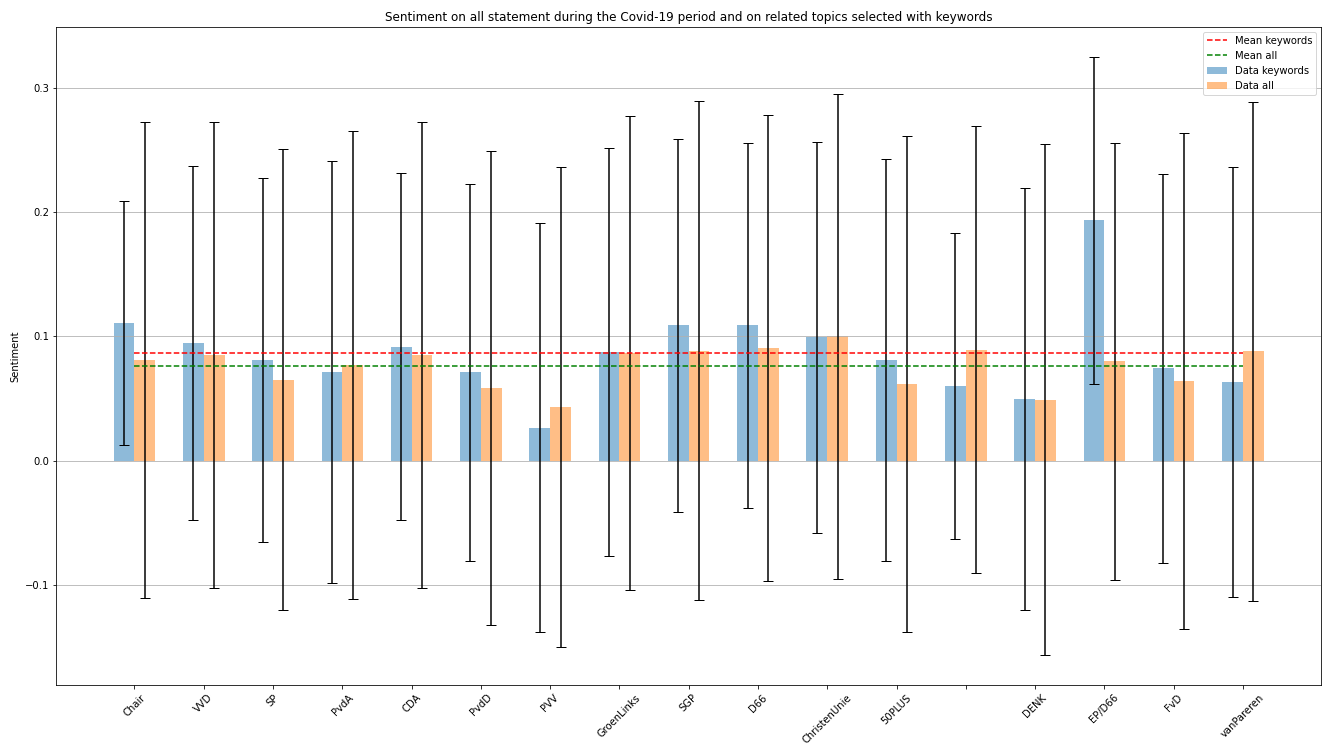 Sentiment on all statement during the Covid-19 period and on related topics selected with keywords
Mean keywords
Mean all
Data keywords
Data all
0.3
0.2
0.1
0.0
−0.1
Sentiment
Chair
VVD
SP
PvdA
CDA
PvdD
PVV
GroenLinks
SGP
D66
ChristenUnie
50PLUS
DENK
EP/D66
FvD
vanPareren